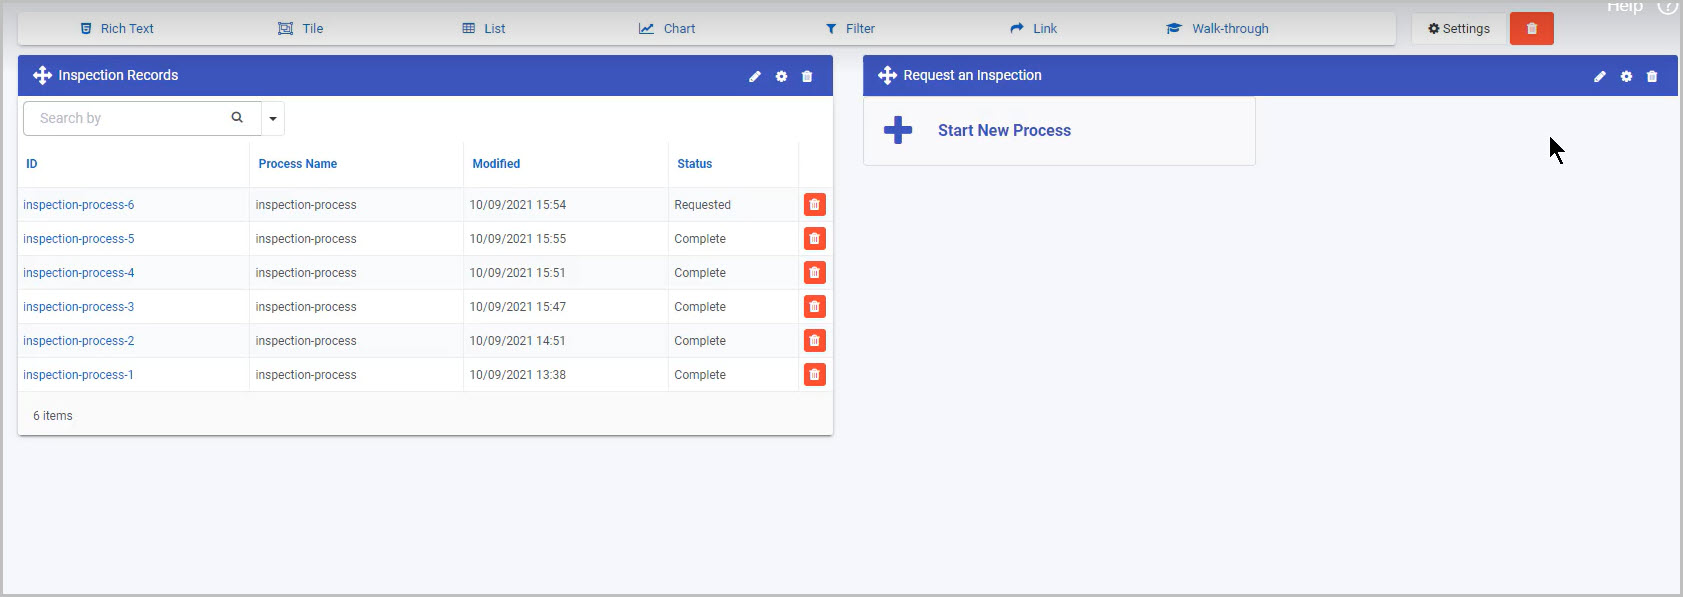 Help
Rich Text Tile List Chart Filter Link Walk-through Settings
Inspection Records
Request an Inspection
Search by
Start New Process
ID Process Name Modified Status
inspection-process-6 inspection-process 10/09/2021 15:54 Requested
inspection-process-5 inspection-process 10/09/2021 15:55 Complete
inspection-process-4 inspection-process 10/09/2021 15:51 Complete
inspection-process-3 inspection-process 10/09/2021 15:47 Complete
inspection-process-2 inspection-process 10/09/2021 14:51 Complete
inspection-process-1 inspection-process 10/09/2021 13:38 Complete
6 items